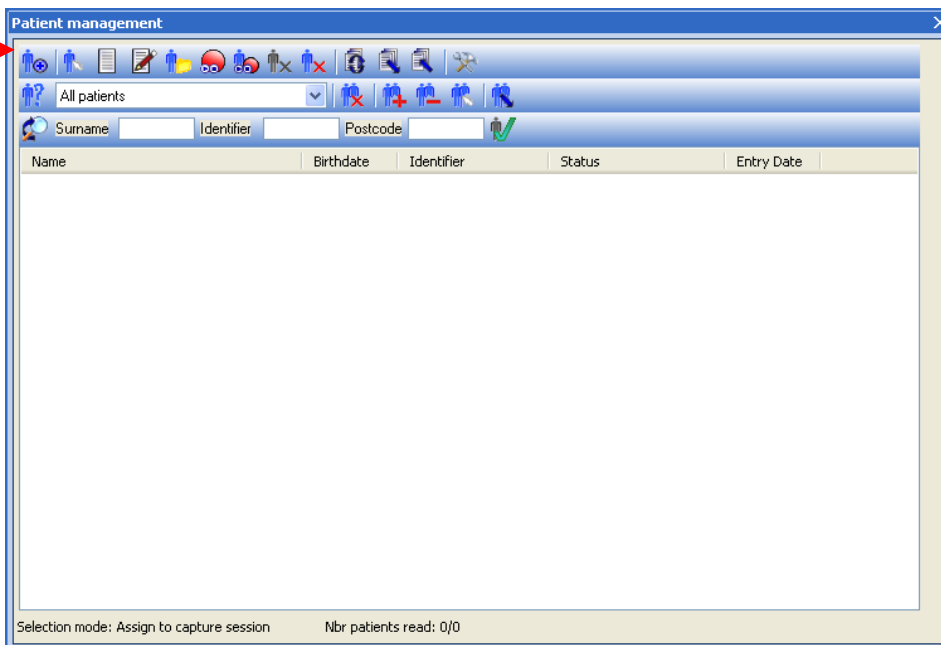 Patient management
All patients
Surname Identifier Postcode
Name Birthdate Identifier Status Entry Date
Selection mode: Assign to capture session Nbr patients read: 0/0